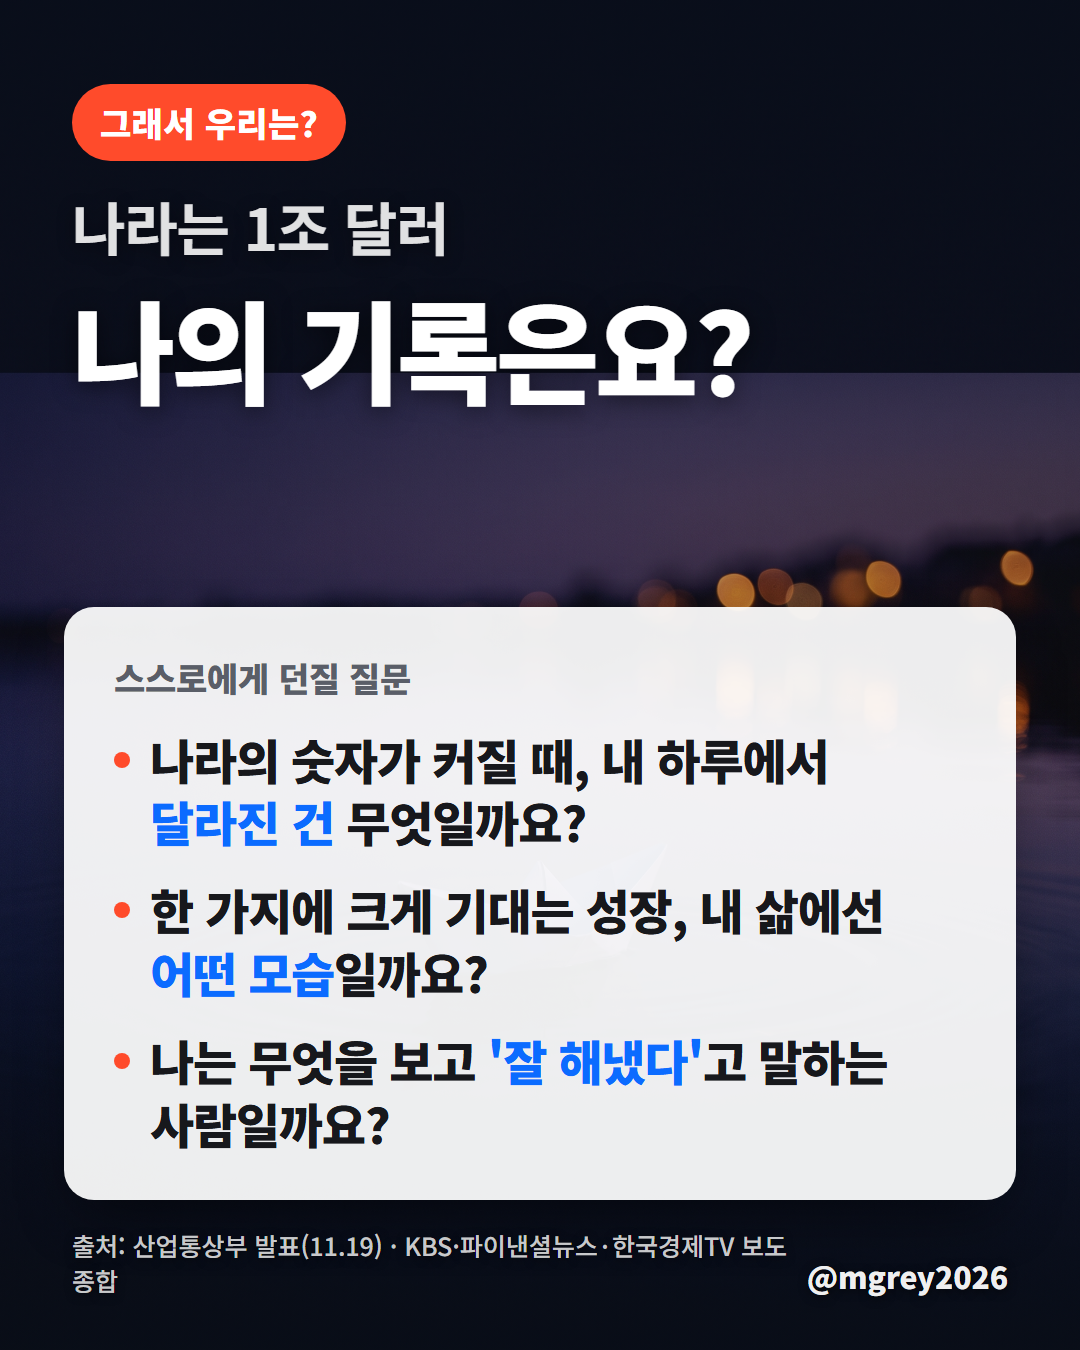 그래서 우리는?
나라는 1조 달러
나의 기록은요?
스스로에게 던질 질문
나라의 숫자가 커질 때, 내 하루에서
달라진 건 무엇일까요?
한 가지에 크게 기대는 성장, 내 삶에선
어떤 모습일까요?
나는 무엇을 보고 '잘 해냈다'고 말하는
사람일까요?
출처: 산업통상부 발표(11.19) · KBS·파이낸셜뉴스·한국경제TV 보도
종합
@mgrey2026